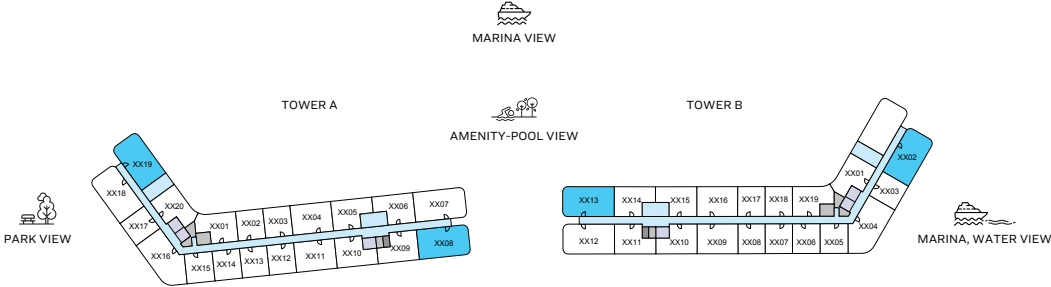 MARINA VIEW
TOWER A
TOWER B
AMENITY-POOL VIEW
PARK VIEW
MARINA, WATER VIEW
XX19
XX18
XX20
XX17
XX16
XX01
XX02
XX03
XX04
XX05
XX06
XX07
XX15
XX14
XX13
XX12
XX11
XX10
XX09
XX08
XX13
XX14
XX15
XX16
XX17
XX18
XX19
XX01
XX02
XX03
XX12
XX11
XX10
XX09
XX08
XX07
XX06
XX05
XX04